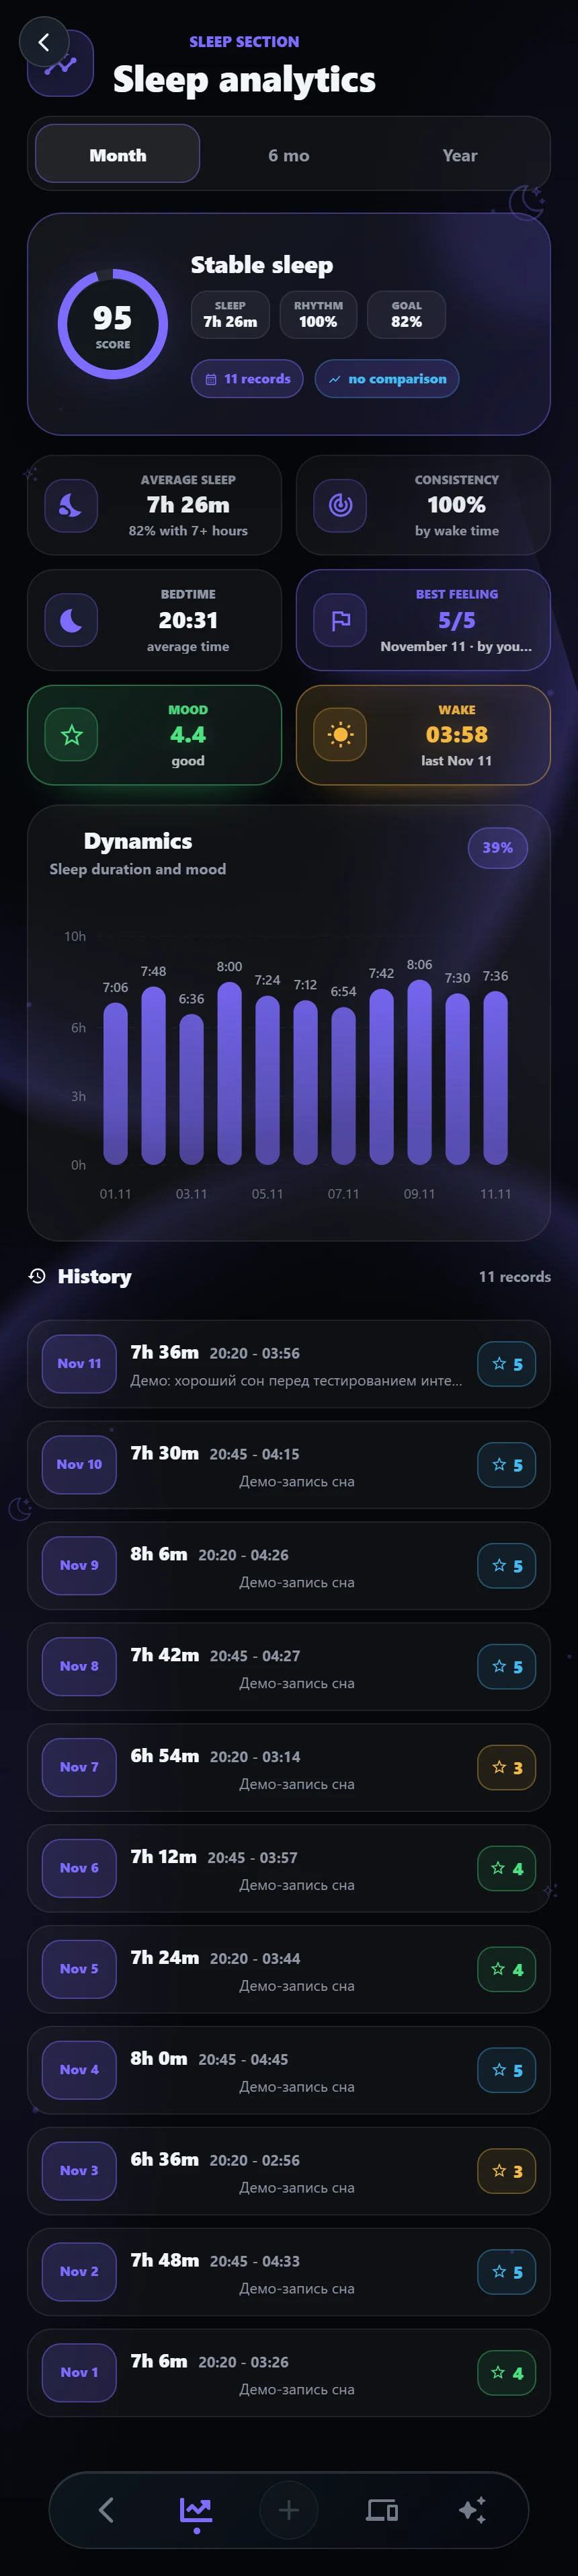 SLEEP SECTION
Sleep analytics
Month 6 mo Year
Stable sleep
95
SCORE
SLEEP
7h 26m
RHYTHM
100%
GOAL
82%
11 records
no comparison
AVERAGE SLEEP
7h 26m
82% with 7+ hours
CONSISTENCY
100%
by wake time
BEDTIME
20:31
average time
BEST FEELING
5/5
November 11 · by you...
MOOD
4.4
good
WAKE
03:58
last Nov 11
Dynamics
Sleep duration and mood
39%
10h
6h
3h
0h
7:06 7:48 6:36 8:00 7:24 7:12 6:54 7:42 8:06 7:30 7:36
01.11 03.11 05.11 07.11 09.11 11.11
History
11 records
Nov 11
7h 36m 20:20 - 03:56
Демо: хороший сон перед тестированием инте...
5
Nov 10
7h 30m 20:45 - 04:15
Демо-запись сна
5
Nov 9
8h 6m 20:20 - 04:26
Демо-запись сна
5
Nov 8
7h 42m 20:45 - 04:27
Демо-запись сна
5
Nov 7
6h 54m 20:20 - 03:14
Демо-запись сна
3
Nov 6
7h 12m 20:45 - 03:57
Демо-запись сна
4
Nov 5
7h 24m 20:20 - 03:44
Демо-запись сна
4
Nov 4
8h 0m 20:45 - 04:45
Демо-запись сна
5
Nov 3
6h 36m 20:20 - 02:56
Демо-запись сна
3
Nov 2
7h 48m 20:45 - 04:33
Демо-запись сна
5
Nov 1
7h 6m 20:20 - 03:26
Демо-запись сна
4